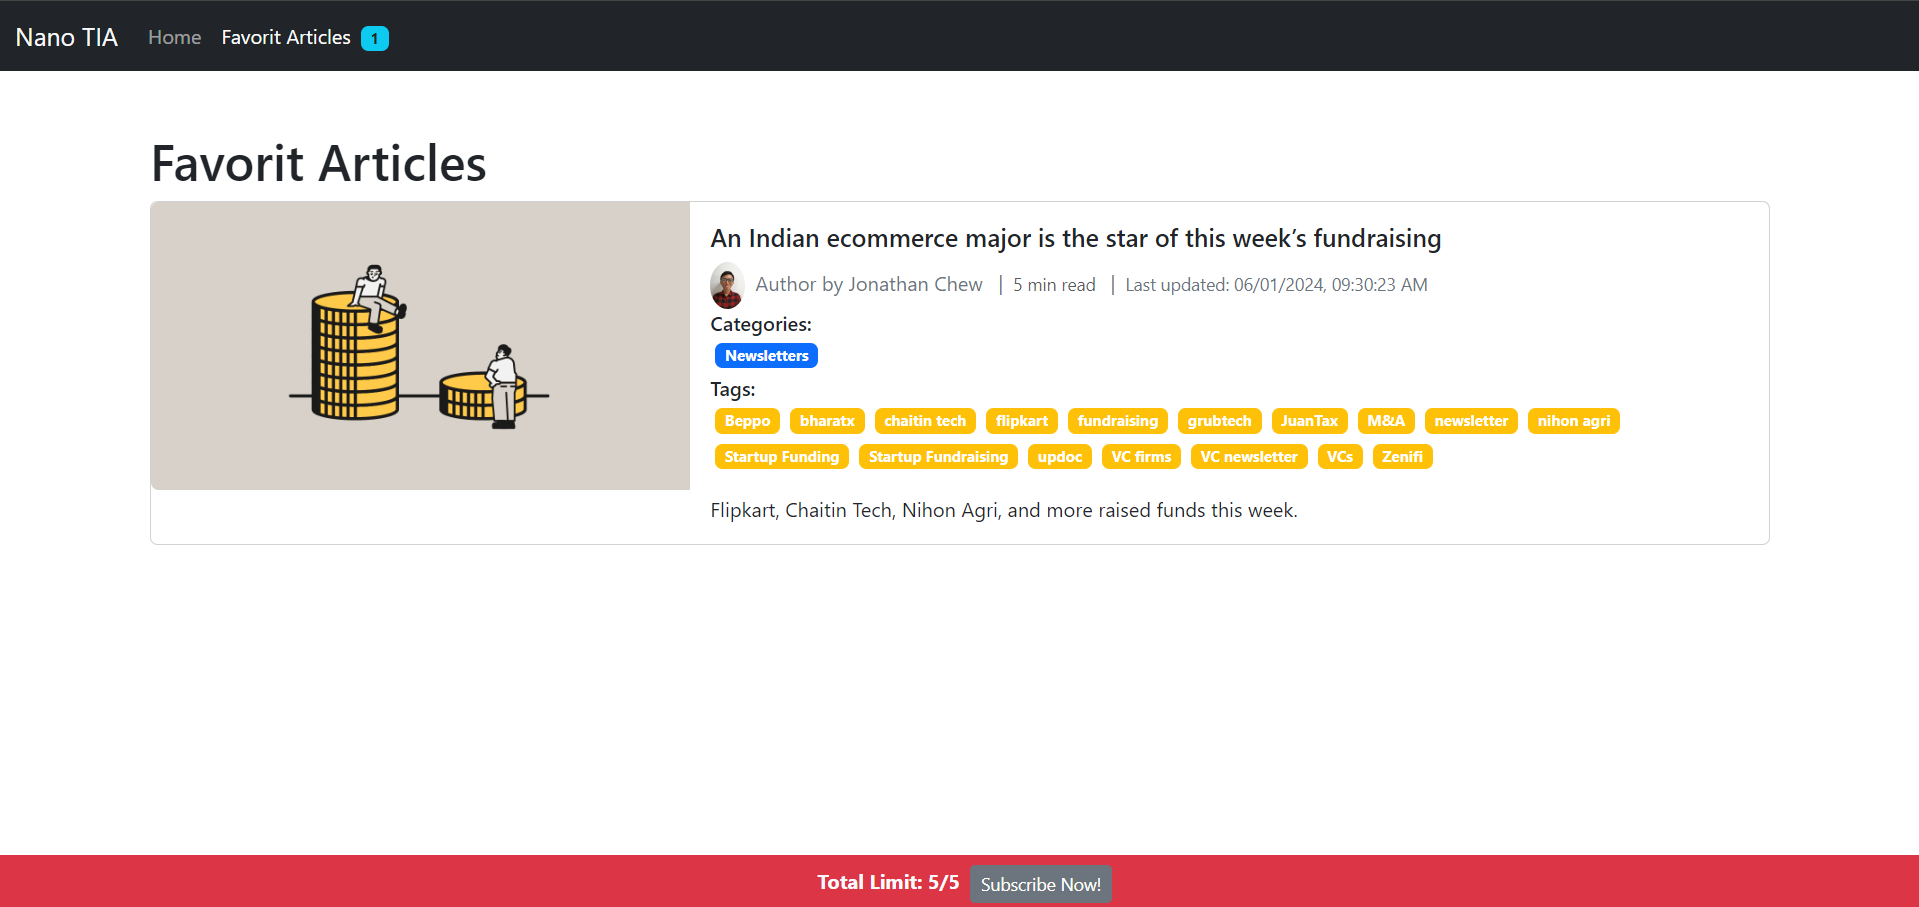 Nano TIA Home Favorit Articles 1
Favorit Articles
An Indian ecommerce major is the star of this week’s fundraising
Author by Jonathan Chew | 5 min read | Last updated: 06/01/2024, 09:30:23 AM
Categories:
Newsletters
Tags:
Beppo bharatx chaitin tech flipkart fundraising grubtech JuanTax M&A newsletter nihon agri
Startup Funding Startup Fundraising updoc VC firms VC newsletter VCs Zenifi
Flipkart, Chaitin Tech, Nihon Agri, and more raised funds this week.
Total Limit: 5/5 Subscribe Now!